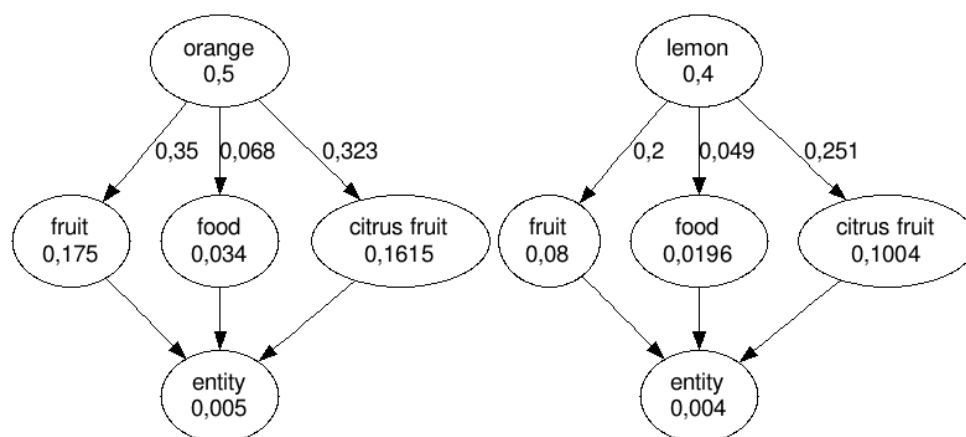 orange
0,5
lemon
0,4
0,35
0,068
0,323
0,2
0,049
0,251
fruit
0,175
food
0,034
citrus fruit
0,1615
fruit
0,08
food
0,0196
citrus fruit
0,1004
entity
0,005
entity
0,004